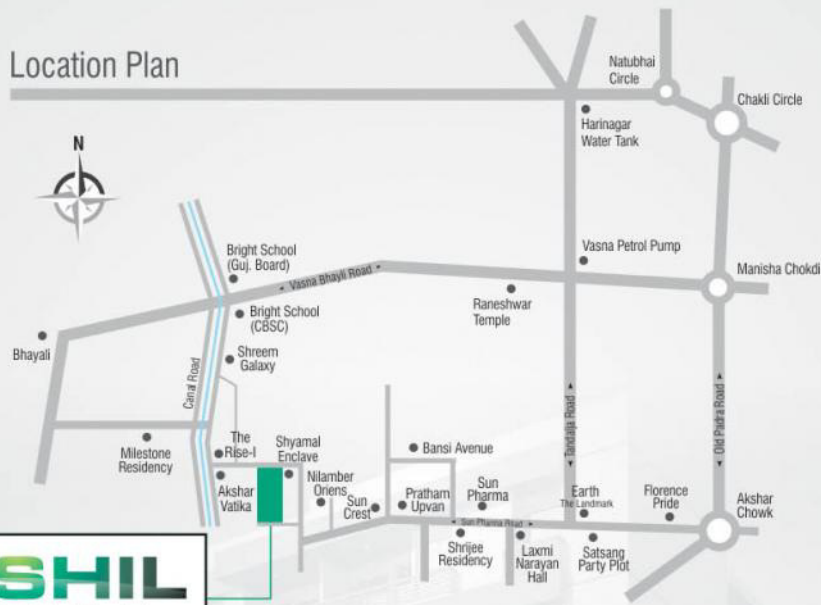 Location Plan
N
Natubhai
Circle
Chakli Circle
Harinagar
Water Tank
Bright School
(Guj. Board)
Vasna Bhayli Road
Vasna Petrol Pump
Manisha Chokdi
Bright School
(CBSC)
Raneshwar
Temple
Bhayali
Shreem
Galaxy
Canal Road
Tandalja Road
Old Padra Road
Milestone
Residency
The
Rise-I
Shyamal
Enclave
Bansi Avenue
Akshar
Vatika
Nilamber
Oriens
Sun
Crest
Pratham
Upvan
Sun
Pharma
Earth
The Landmark
Florence
Pride
Akshar
Chowk
Sun Pharma Road
Shrijee
Residency
Laxmi
Narayan
Hall
Satsang
Party Plot
SHIL